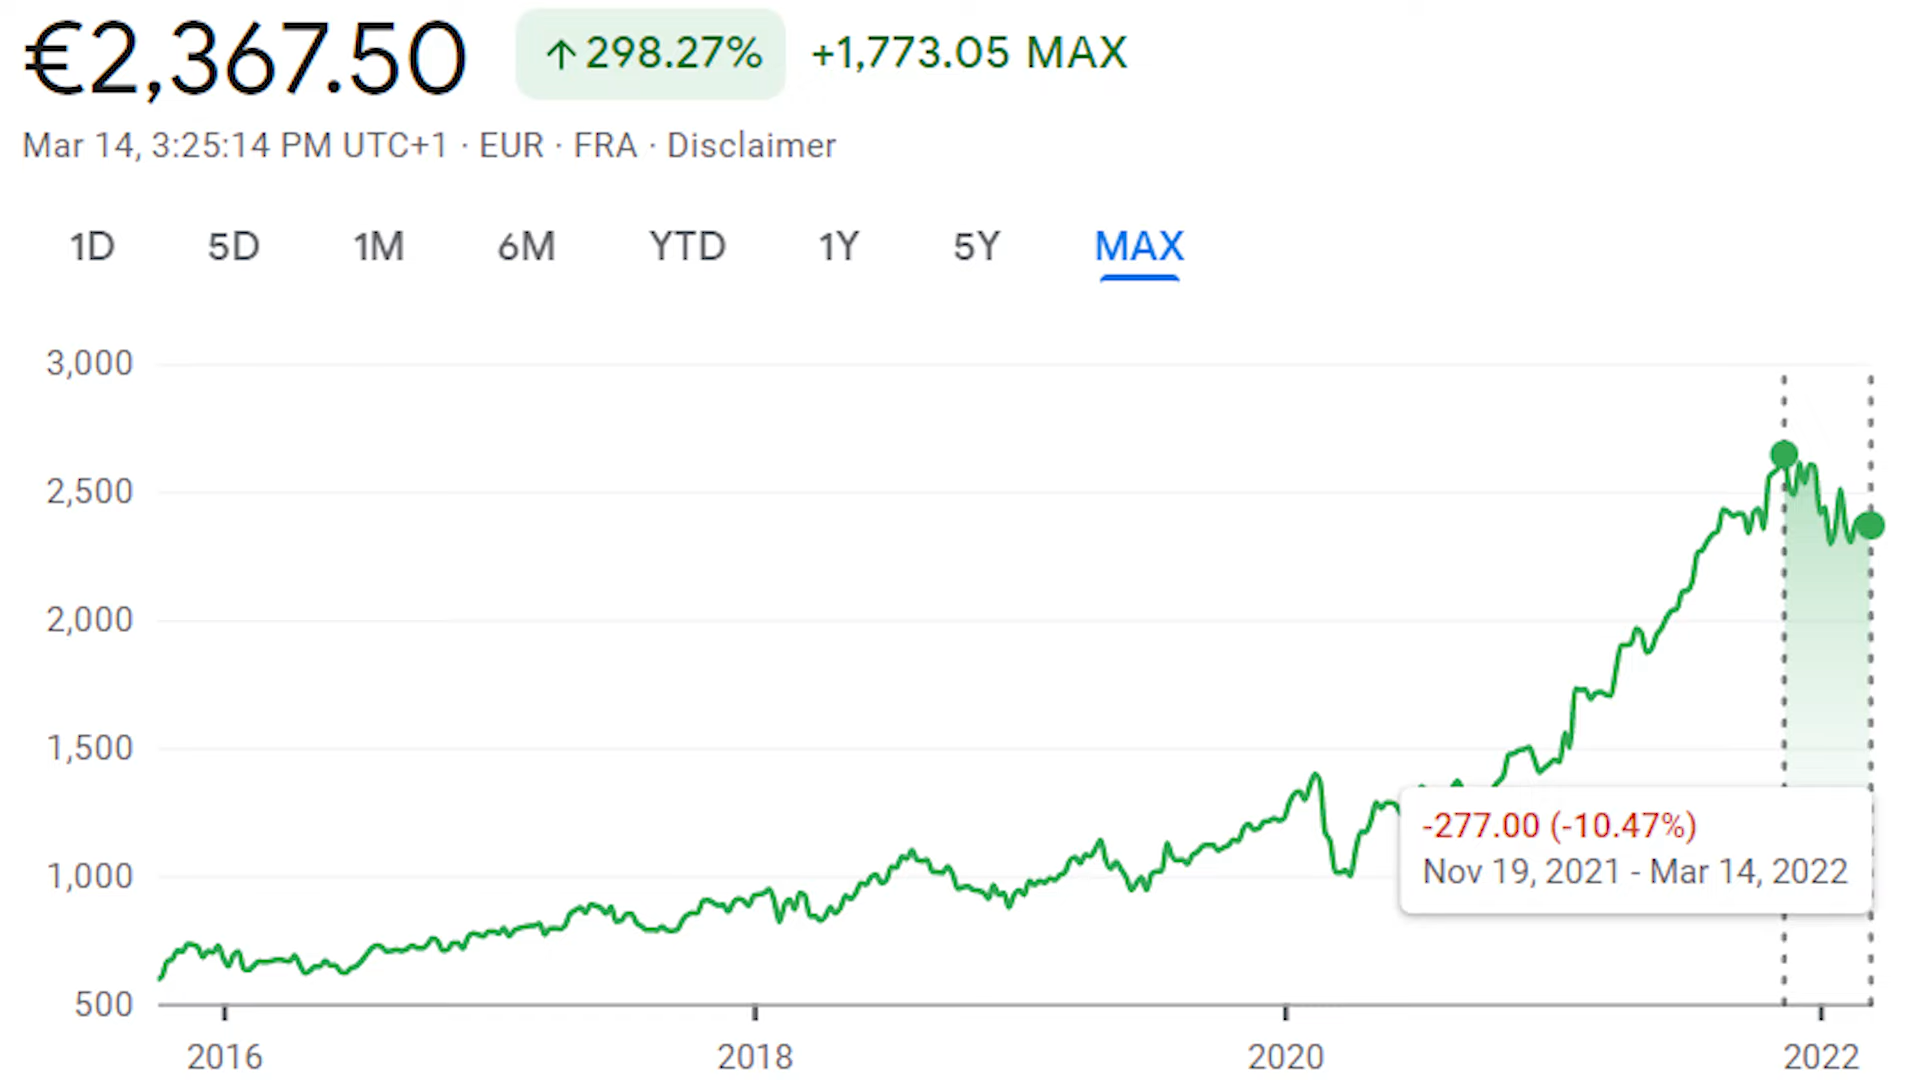 €2,367.50 ↑298.27% +1,773.05 MAX
Mar 14, 3:25:14 PM UTC+1 · EUR · FRA · Disclaimer
1D 5D 1M 6M YTD 1Y 5Y MAX
3,000
2,500
2,000
1,500
1,000
500
-277.00 (-10.47%)
Nov 19, 2021 - Mar 14, 2022
2016 2018 2020 2022